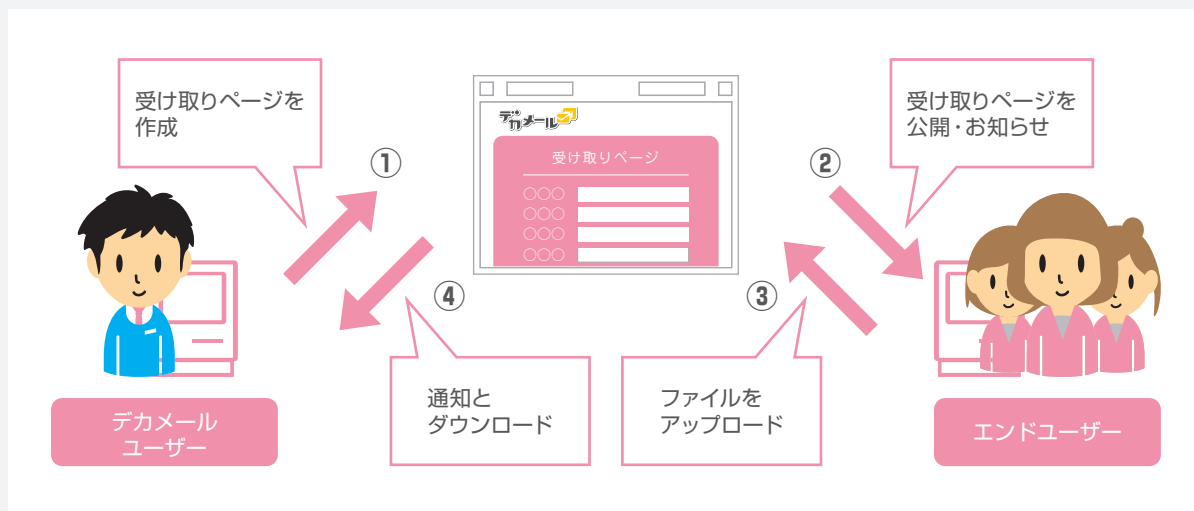 受け取りページを
作成
①
デカメール
受け取りページ
○○○
○○○
○○○
○○○
②
受け取りページを
公開・お知らせ
④
通知と
ダウンロード
③
ファイルを
アップロード
デカメール
ユーザー
エンドユーザー